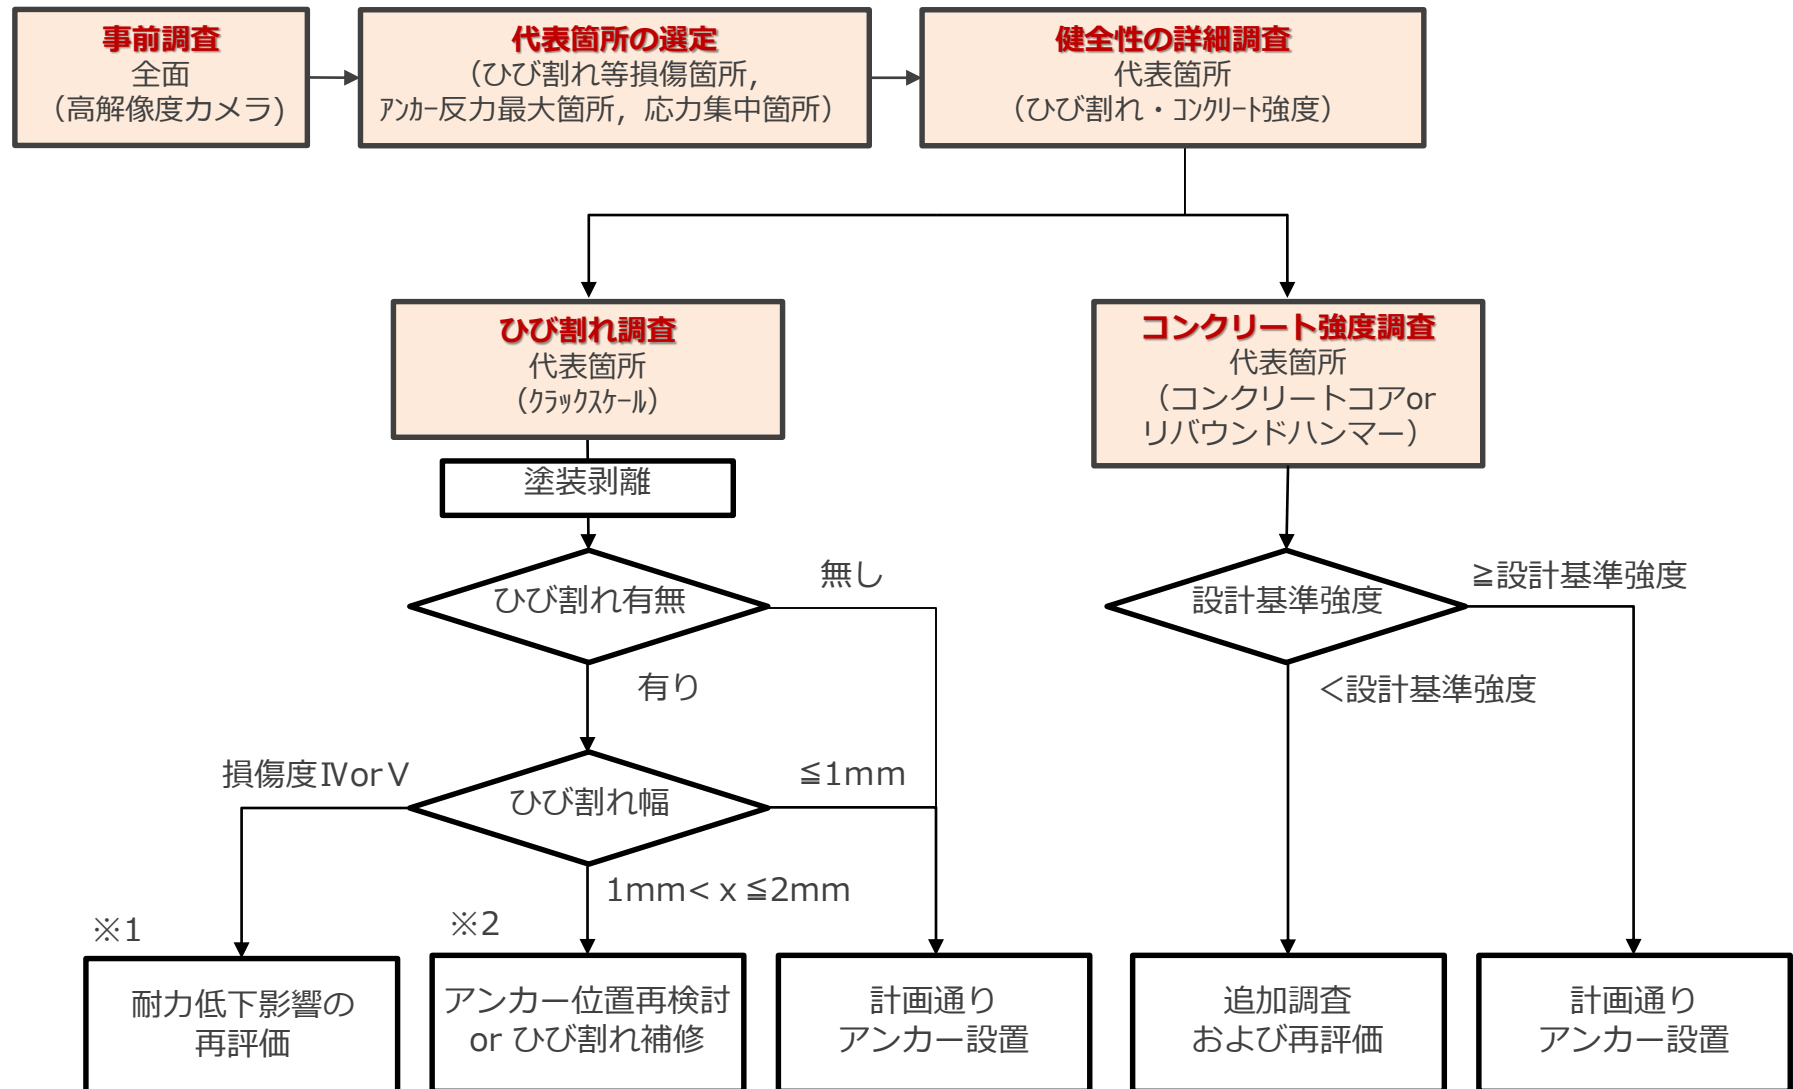 事前調査
全面
（高解像度カメラ)
代表箇所の選定
（ひび割れ等損傷箇所,
ｱﾝｶｰ反力最大箇所，応力集中箇所）
健全性の詳細調査
代表箇所
（ひび割れ・ｺﾝｸﾘｰﾄ強度）
ひび割れ調査
代表箇所
（ｸﾗｯｸｽｹｰﾙ）
コンクリート強度調査
代表箇所
（コンクリートコアor
リバウンドハンマー）
塗装剥離
ひび割れ有無
無し
有り
設計基準強度
≧設計基準強度
＜設計基準強度
損傷度ⅣorⅤ
ひび割れ幅
≦1mm
1mm< x ≦2mm
※1
※2
耐力低下影響の
再評価
アンカー位置再検討
or ひび割れ補修
計画通り
アンカー設置
追加調査
および再評価
計画通り
アンカー設置